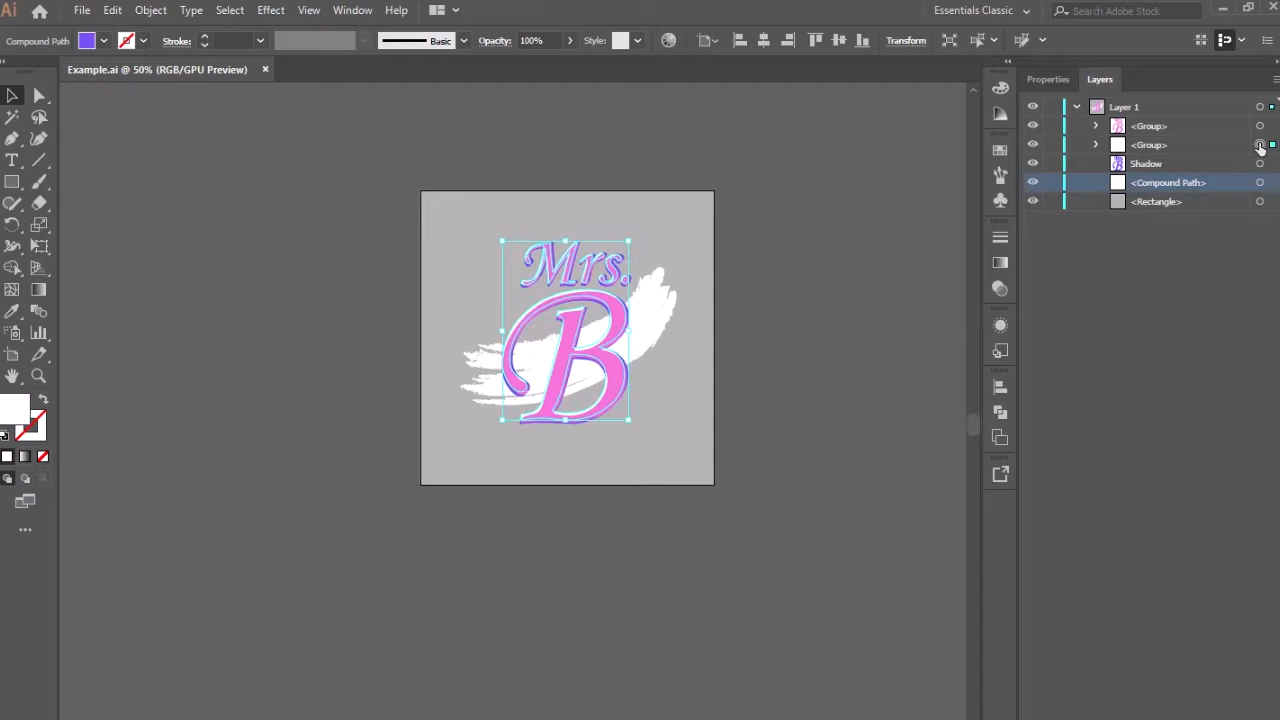 Ai
File Edit Object Type Select Effect View Window Help
Essentials Classic
Search Adobe Stock
Compound Path
Stroke:
Basic
Opacity: 100%
Style:
Transform
Example.ai @ 50% (RGB/GPU Preview)
Properties Layers
Layer 1
<Group>
<Group>
Shadow
<Compound Path>
<Rectangle>
Mrs.
B